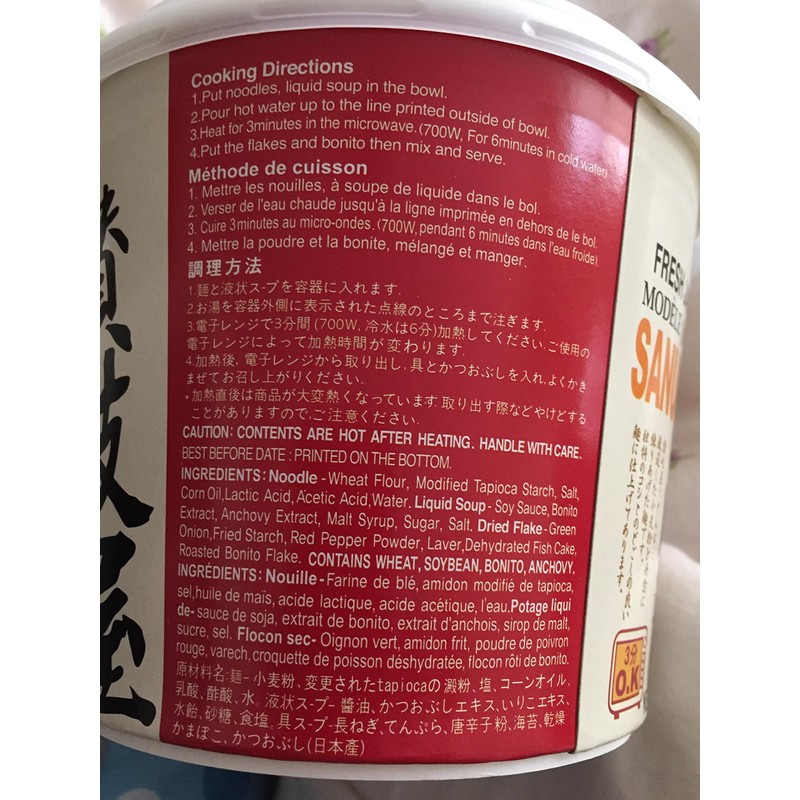 讃岐屋
Cooking Directions
1.Put noodles, liquid soup in the bowl.
2.Pour hot water up to the line printed outside of bowl.
3.Heat for 3minutes in the microwave. (700W, For 6minutes in cold water)
4.Put the flakes and bonito then mix and serve.
Méthode de cuisson
1. Mettre les nouilles, à soupe de liquide dans le bol.
2. Verser de l'eau chaude jusqu'à la ligne imprimée en dehors de le bol.
3. Cuire 3minutes au micro-ondes. (700W, pendant 6 minutes dans l'eau froide).
4. Mettre la poudre et la bonite, mélangé et manger.
調理方法
1.麺と液状スープを容器に入れます.
2.お湯を容器外側に表示された点線のところまで注ぎます.
3.電子レンジで3分間 (700W, 冷水は6分)加熱してください.ご使用の
電子レンジによって加熱時間が変わります.
4.加熱後, 電子レンジから取り出し, 具とかつおぶしを入れ,よくかき
まぜてお召し上がりください.
*加熱直後は商品が大変熱くなっています.取り出す際などやけどする
ことがありますので,ご注意ください.
CAUTION: CONTENTS ARE HOT AFTER HEATING. HANDLE WITH CARE.
BEST BEFORE DATE : PRINTED ON THE BOTTOM.
INGREDIENTS: Noodle - Wheat Flour, Modified Tapioca Starch, Salt,
Corn Oil, Lactic Acid, Acetic Acid, Water. Liquid Soup - Soy Sauce, Bonito
Extract, Anchovy Extract, Malt Syrup, Sugar, Salt. Dried Flake - Green
Onion, Fried Starch, Red Pepper Powder, Laver, Dehydrated Fish Cake,
Roasted Bonito Flake. CONTAINS WHEAT, SOYBEAN, BONITO, ANCHOVY.
INGRÉDIENTS: Nouille - Farine de blé, amidon modifié de tapioca,
sel, huile de maïs, acide lactique, acide acétique, l'eau. Potage liqui
de- sauce de soja, extrait de bonito, extrait d'anchois, sirop de malt,
sucre, sel. Flocon sec- Oignon vert, amidon frit, poudre de poivron
rouge, varech, croquette de poisson déshydratée, flocon rôti de bonito.
原材料名: 麺- 小麦粉、変更されたtapiocaの澱粉、塩、コーンオイル、
乳酸、酢酸、水。液状スープ- 醤油、かつおぶしエキス、いりこエキス、
水飴、砂糖、食塩。具スープ- 長ねぎ、てんぷら、唐辛子粉、海苔、乾燥
かまぼこ、かつおぶし(日本産)
FRESH
MODÈLE
SAN
麺に仕上げてあります。
3分
O.K